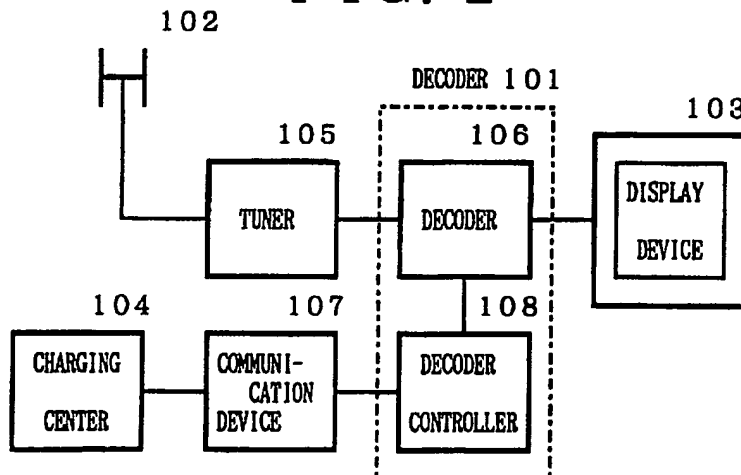 102
DECODER 101
103
105
106
TUNER
DECODER
DISPLAY
DEVICE
104
107
108
CHARGING
CENTER
COMMUNI-
CATION
DEVICE
DECODER
CONTROLLER